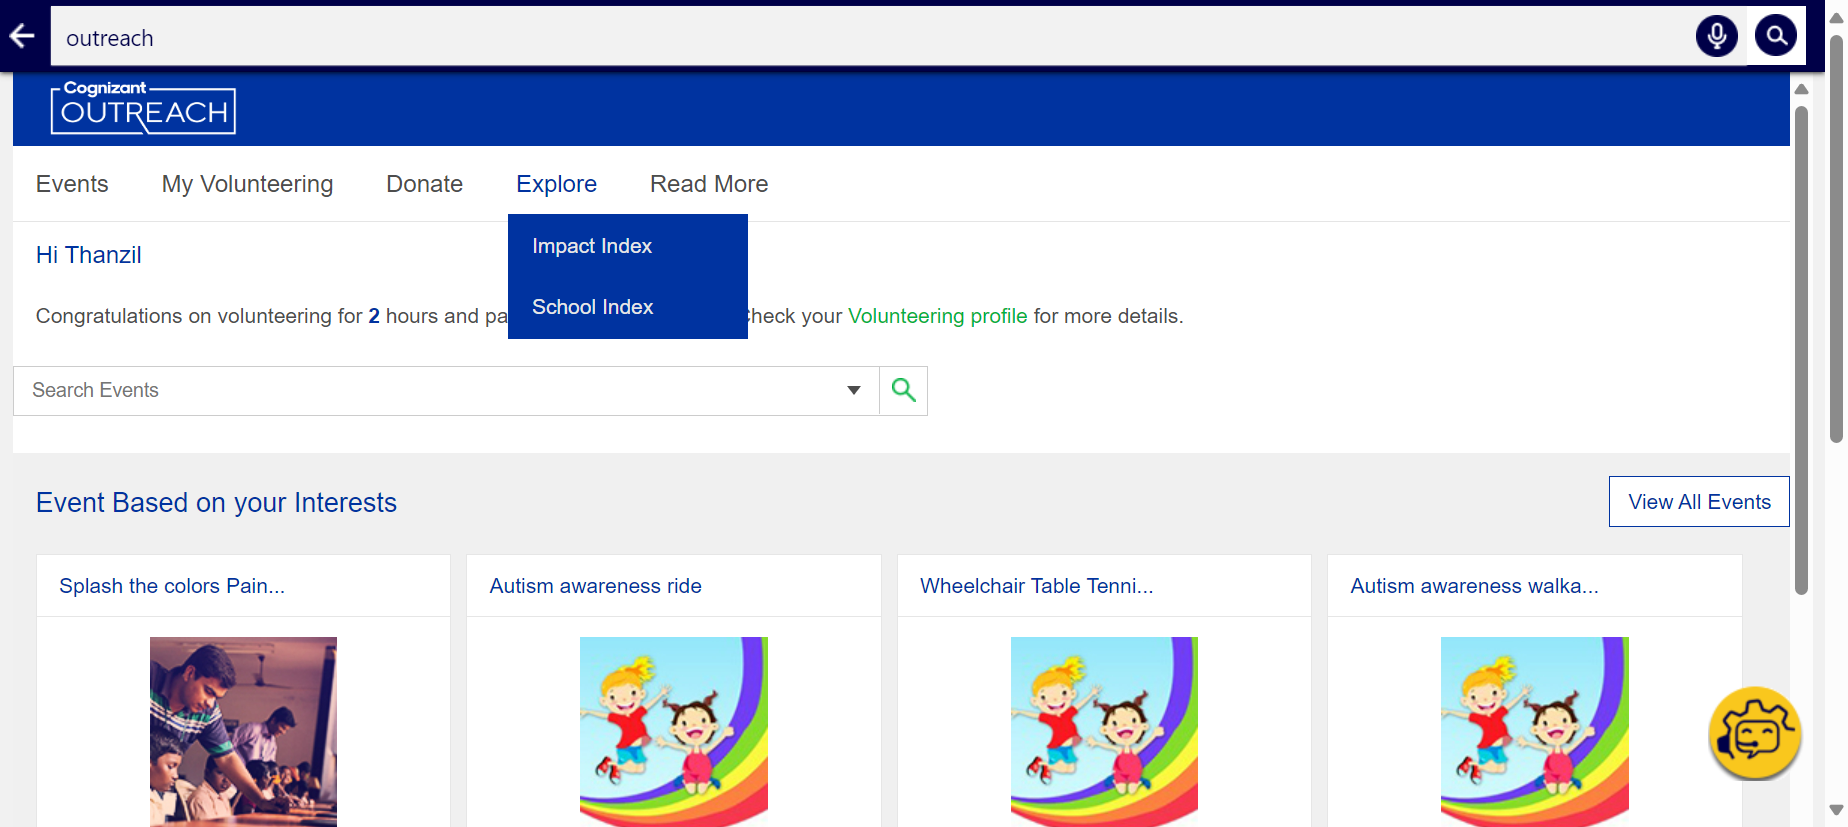 outreach
Cognizant
OUTREACH
Events My Volunteering Donate Explore Read More
Impact Index
School Index
Hi Thanzil
Congratulations on volunteering for 2 hours and pa heck your Volunteering profile for more details.
Search Events
Event Based on your Interests
View All Events
Splash the colors Pain...
Autism awareness ride
Wheelchair Table Tenni...
Autism awareness walka...